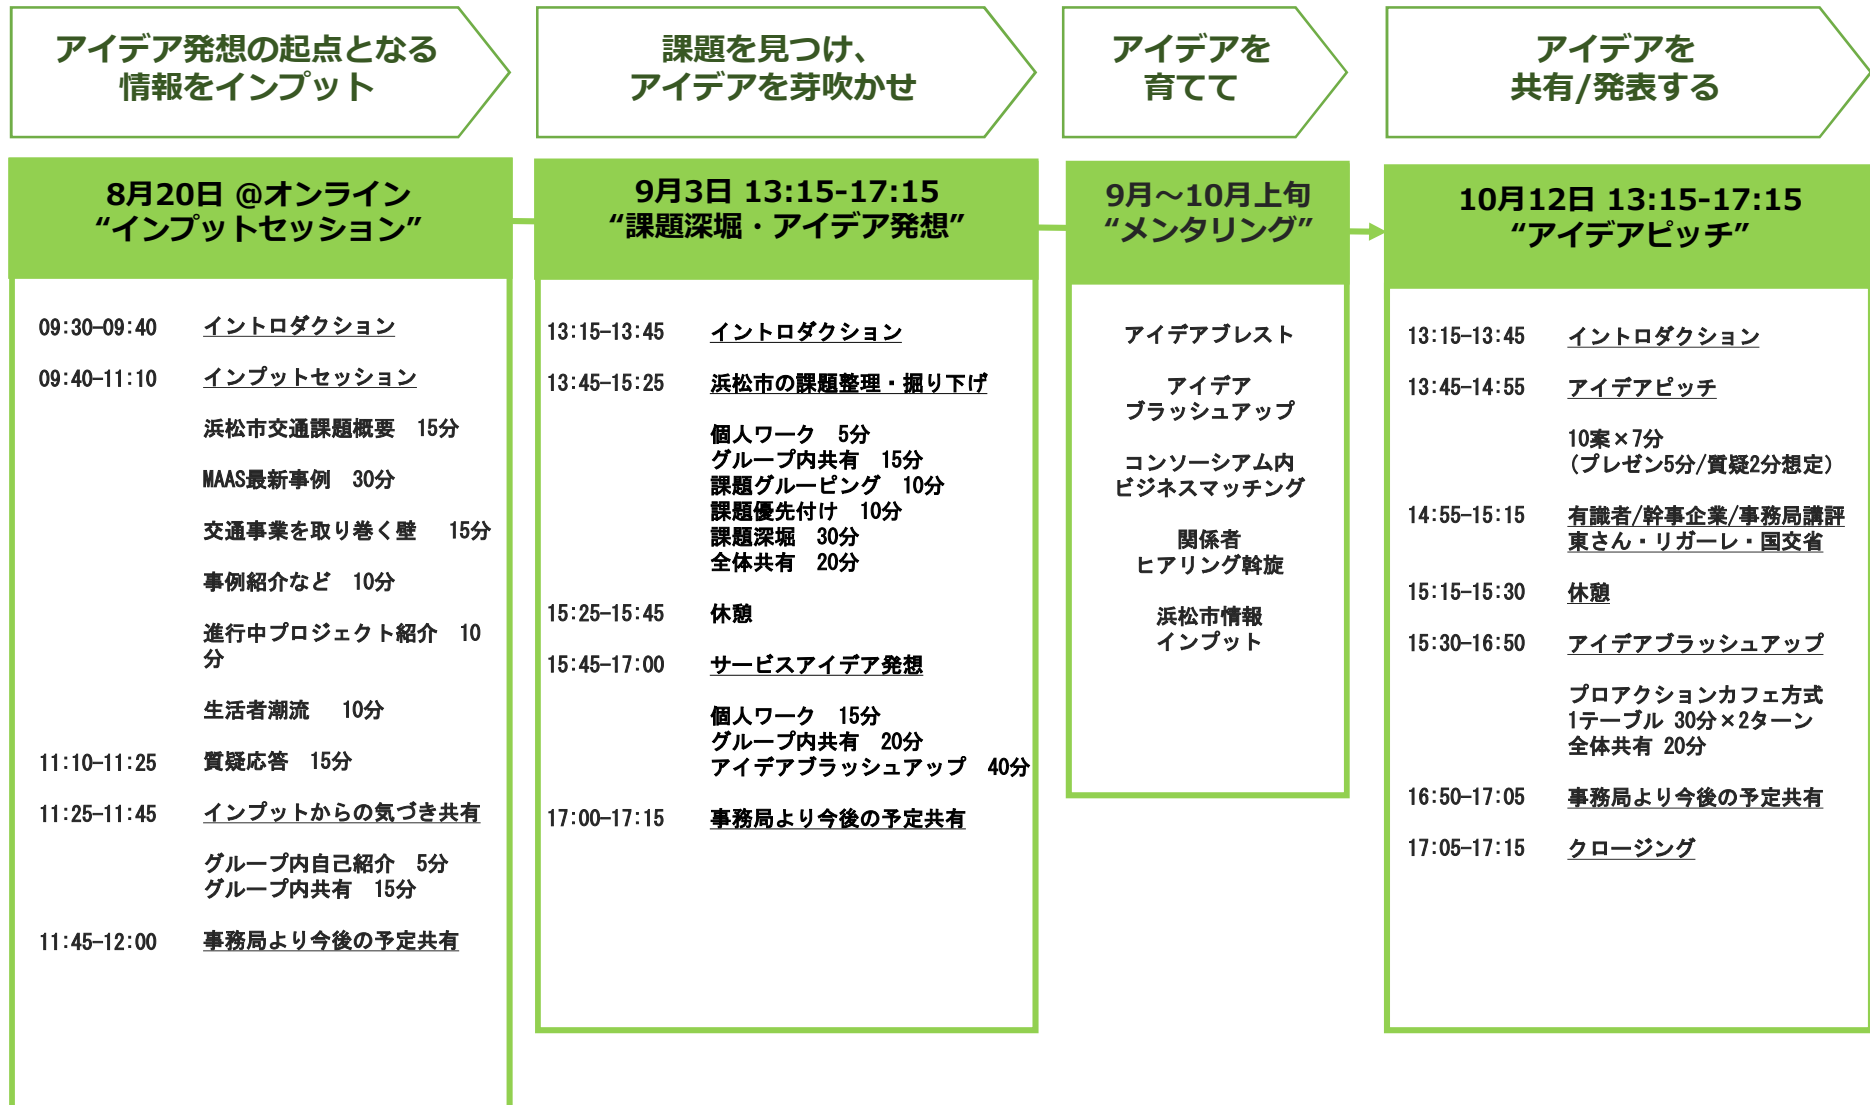 アイデア発想の起点となる
情報をインプット
課題を見つけ、
アイデアを芽吹かせ
アイデアを
育てて
アイデアを
共有/発表する
8月20日 @オンライン
“インプットセッション”
09:30–09:40 イントロダクション
09:40–11:10 インプットセッション
浜松市交通課題概要 15分
MAAS最新事例 30分
交通事業を取り巻く壁 15分
事例紹介など 10分
進行中プロジェクト紹介 10
分
生活者潮流 10分
11:10–11:25 質疑応答 15分
11:25–11:45 インプットからの気づき共有
グループ内自己紹介 5分
グループ内共有 15分
11:45–12:00 事務局より今後の予定共有
9月3日 13:15-17:15
“課題深堀・アイデア発想”
13:15–13:45 イントロダクション
13:45–15:25 浜松市の課題整理・掘り下げ
個人ワーク 5分
グループ内共有 15分
課題グルーピング 10分
課題優先付け 10分
課題深堀 30分
全体共有 20分
15:25–15:45 休憩
15:45–17:00 サービスアイデア発想
個人ワーク 15分
グループ内共有 20分
アイデアブラッシュアップ 40分
17:00–17:15 事務局より今後の予定共有
9月～10月上旬
“メンタリング”
アイデアブレスト
アイデア
ブラッシュアップ
コンソーシアム内
ビジネスマッチング
関係者
ヒアリング斡旋
浜松市情報
インプット
10月12日 13:15-17:15
“アイデアピッチ”
13:15–13:45 イントロダクション
13:45–14:55 アイデアピッチ
10案×7分
（プレゼン5分/質疑2分想定）
14:55–15:15 有識者/幹事企業/事務局講評
東さん・リガーレ・国交省
15:15–15:30 休憩
15:30–16:50 アイデアブラッシュアップ
プロアクションカフェ方式
1テーブル 30分×2ターン
全体共有 20分
16:50–17:05 事務局より今後の予定共有
17:05–17:15 クロージング